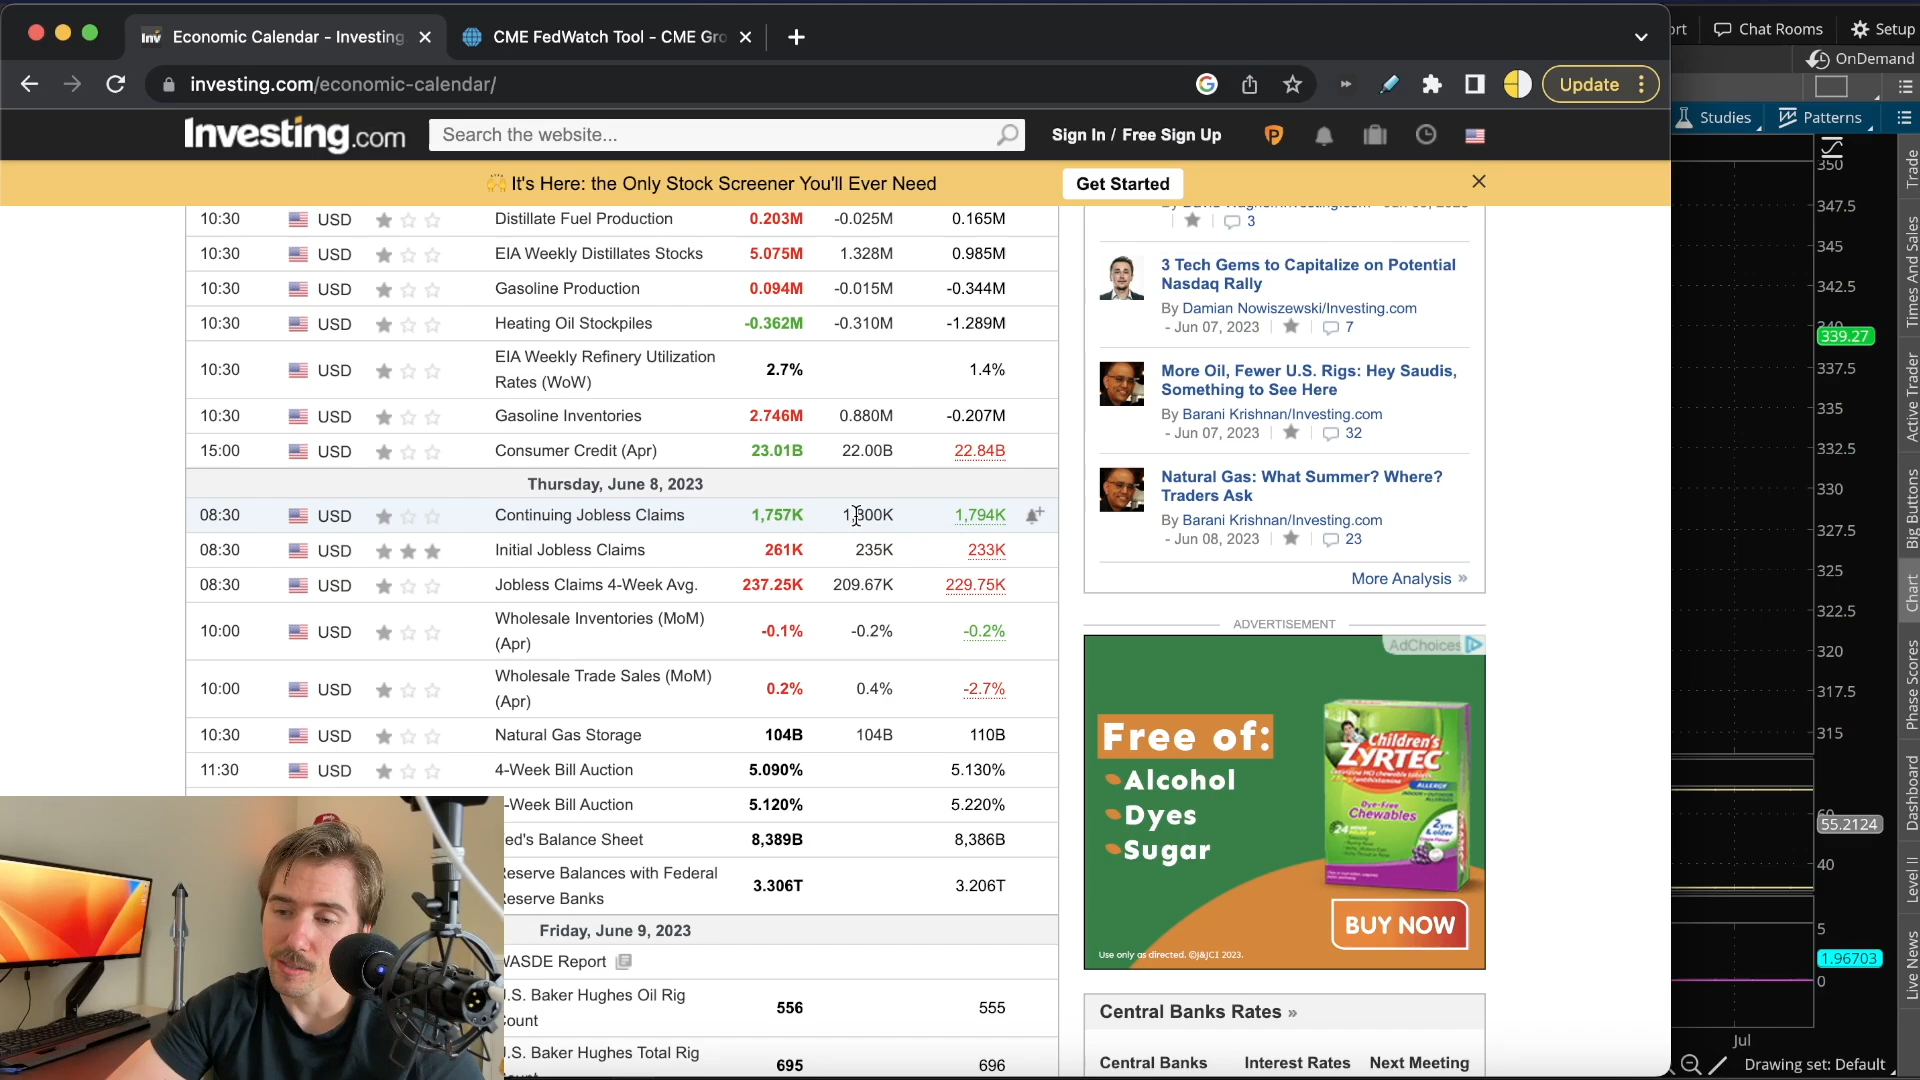 Economic Calendar - Investing
CME FedWatch Tool - CME Gro
rt
Chat Rooms
Setup
OnDemand
investing.com/economic-calendar/
Update
Studies
Patterns
Investing.com
Search the website...
Sign In / Free Sign Up
It's Here: the Only Stock Screener You'll Ever Need
Get Started
10:30 USD Distillate Fuel Production 0.203M -0.025M 0.165M
10:30 USD EIA Weekly Distillates Stocks 5.075M 1.328M 0.985M
10:30 USD Gasoline Production 0.094M -0.015M -0.344M
10:30 USD Heating Oil Stockpiles -0.362M -0.310M -1.289M
10:30 USD EIA Weekly Refinery Utilization
Rates (WoW) 2.7% 1.4%
10:30 USD Gasoline Inventories 2.746M 0.880M -0.207M
15:00 USD Consumer Credit (Apr) 23.01B 22.00B 22.84B
Thursday, June 8, 2023
08:30 USD Continuing Jobless Claims 1,757K 1,800K 1,794K
08:30 USD Initial Jobless Claims 261K 235K 233K
08:30 USD Jobless Claims 4-Week Avg. 237.25K 209.67K 229.75K
10:00 USD Wholesale Inventories (MoM)
(Apr) -0.1% -0.2% -0.2%
10:00 USD Wholesale Trade Sales (MoM)
(Apr) 0.2% 0.4% -2.7%
10:30 USD Natural Gas Storage 104B 104B 110B
11:30 USD 4-Week Bill Auction 5.090% 5.130%
-Week Bill Auction 5.120% 5.220%
ed's Balance Sheet 8,389B 8,386B
eserve Balances with Federal
eserve Banks 3.306T 3.206T
Friday, June 9, 2023
WASDE Report
.S. Baker Hughes Oil Rig
ount 556 555
.S. Baker Hughes Total Rig
695 696
3
3 Tech Gems to Capitalize on Potential
Nasdaq Rally
By Damian Nowiszewski/Investing.com
- Jun 07, 2023 7
More Oil, Fewer U.S. Rigs: Hey Saudis,
Something to See Here
By Barani Krishnan/Investing.com
- Jun 07, 2023 32
Natural Gas: What Summer? Where?
Traders Ask
By Barani Krishnan/Investing.com
- Jun 08, 2023 23
More Analysis »
ADVERTISEMENT
AdChoices
Free of:
Alcohol
Dyes
Sugar
Children's
ZYRTEC
ALLERGY
Dye-Free
Chewables
24
2 yrs.
& older
BUY NOW
Use only as directed. ©J&JCI 2023.
Central Banks Rates »
Central Banks Interest Rates Next Meeting
350
347.5
345
342.5
340
339.27
337.5
335
332.5
330
327.5
325
322.5
320
317.5
315
55.2124
40
5
1.96703
0
Jul
Drawing set: Default
Trade
Times And Sales
Active Trader
Big Buttons
Chart
Phase Scores
Dashboard
Level II
Live News